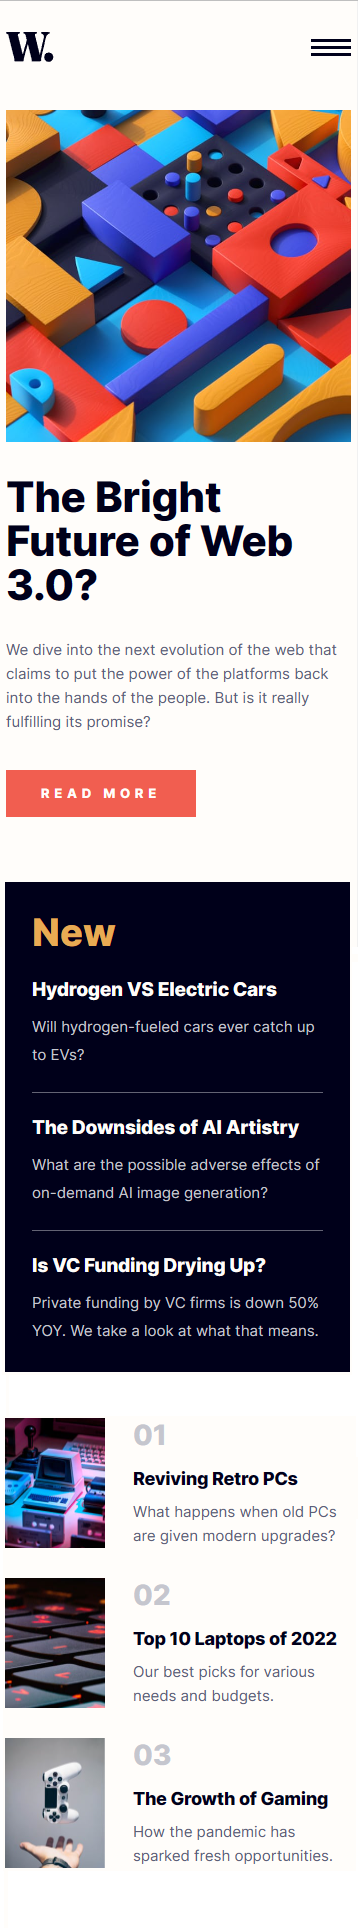 W.
The Bright
Future of Web
3.0?
We dive into the next evolution of the web that
claims to put the power of the platforms back
into the hands of the people. But is it really
fulfilling its promise?
READ MORE
New
Hydrogen VS Electric Cars
Will hydrogen-fueled cars ever catch up
to EVs?
The Downsides of AI Artistry
What are the possible adverse effects of
on-demand AI image generation?
Is VC Funding Drying Up?
Private funding by VC firms is down 50%
YOY. We take a look at what that means.
01
Reviving Retro PCs
What happens when old PCs
are given modern upgrades?
02
Top 10 Laptops of 2022
Our best picks for various
needs and budgets.
03
The Growth of Gaming
How the pandemic has
sparked fresh opportunities.